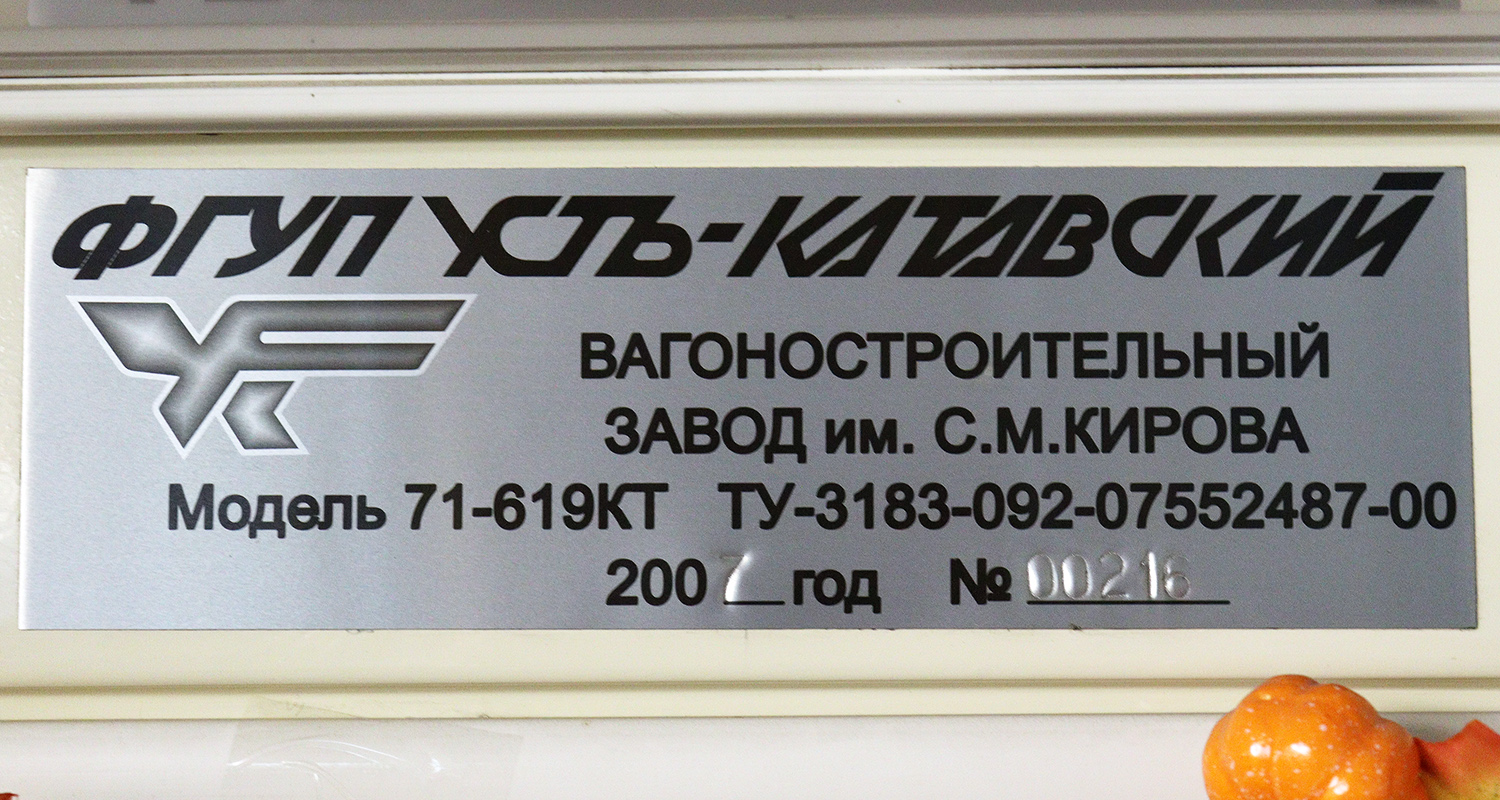 ФГУП УСТЬ-КАТАВСКИЙ
ВАГОНОСТРОИТЕЛЬНЫЙ
ЗАВОД им. С.М.КИРОВА
Модель 71-619КТ ТУ-3183-092-07552487-00
2007 год № 00216